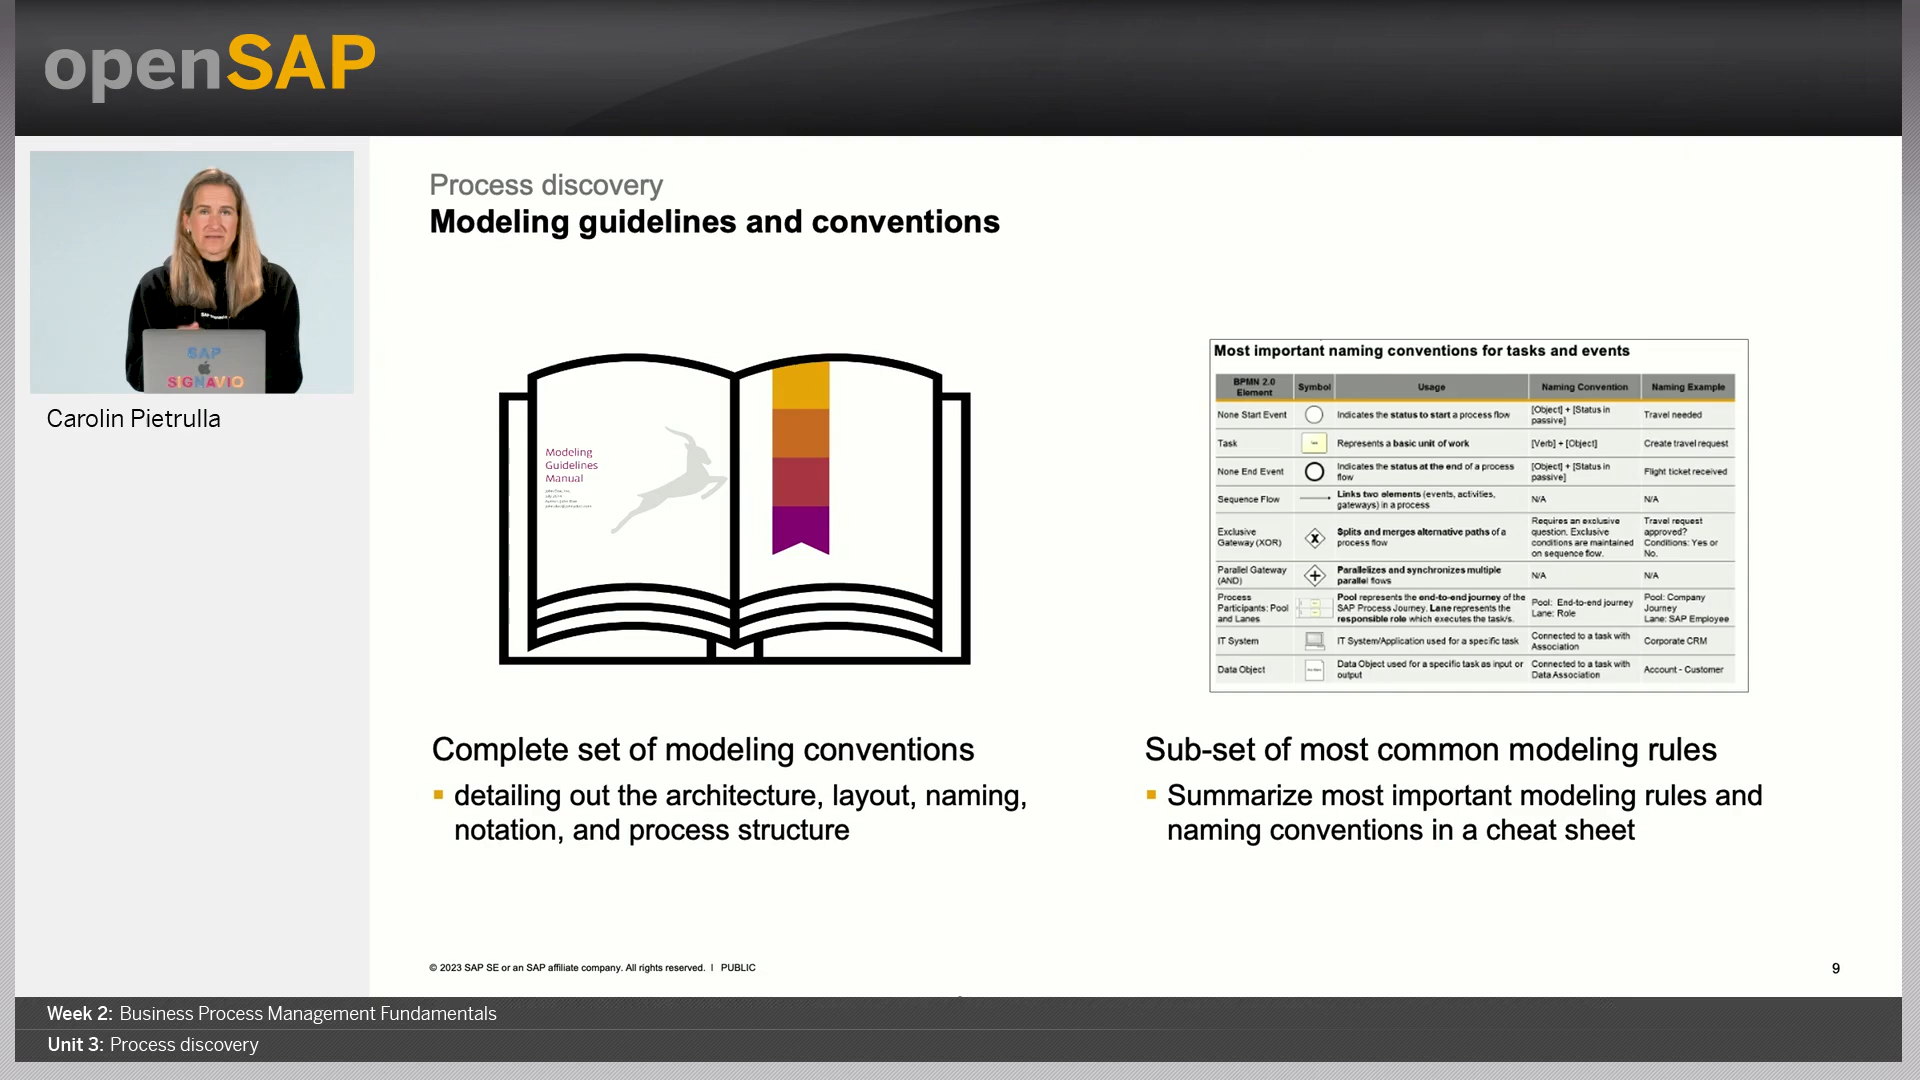 openSAP
SAP
SIGNAVIO
Carolin Pietrulla
Process discovery
Modeling guidelines and conventions
Modeling
Guidelines
Manual
Most important naming conventions for tasks and events
BPMN 2.0 Element Symbol Usage Naming Convention Naming Example
None Start Event Indicates the status to start a process flow [Object] + [Status in passive] Travel needed
Task Represents a basic unit of work [Verb] + [Object] Create travel request
None End Event Indicates the status at the end of a process flow [Object] + [Status in passive] Flight ticket received
Sequence Flow Links two elements (events, activities, gateways) in a process N/A N/A
Exclusive Gateway (XOR) X Splits and merges alternative paths of a process flow Requires an exclusive question. Exclusive conditions are maintained on sequence flow. Travel request approved? Conditions: Yes or No.
Parallel Gateway (AND) + Parallelizes and synchronizes multiple parallel flows N/A N/A
Process Participants: Pool and Lanes Pool represents the end-to-end journey of the SAP Process Journey. Lane represents the responsible role which executes the task/s. Pool: End-to-end journey Lane: Role Pool: Company Journey Lane: SAP Employee
IT System IT System/Application used for a specific task Connected to a task with Association Corporate CRM
Data Object Data Object used for a specific task as input or output Connected to a task with Data Association Account - Customer
Complete set of modeling conventions
▪ detailing out the architecture, layout, naming,
notation, and process structure
Sub-set of most common modeling rules
▪ Summarize most important modeling rules and
naming conventions in a cheat sheet
© 2023 SAP SE or an SAP affiliate company. All rights reserved. | PUBLIC
9
Week 2: Business Process Management Fundamentals
Unit 3: Process discovery